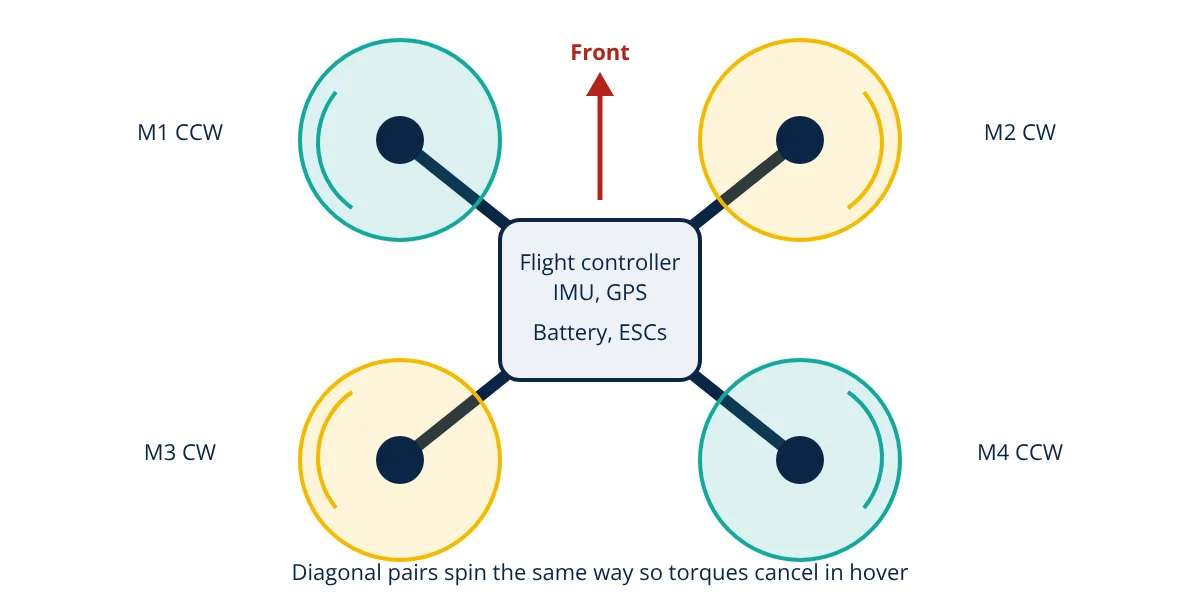 Front
M1 CCW
M2 CW
Flight controller
IMU, GPS
Battery, ESCs
M3 CW
M4 CCW
Diagonal pairs spin the same way so torques cancel in hover